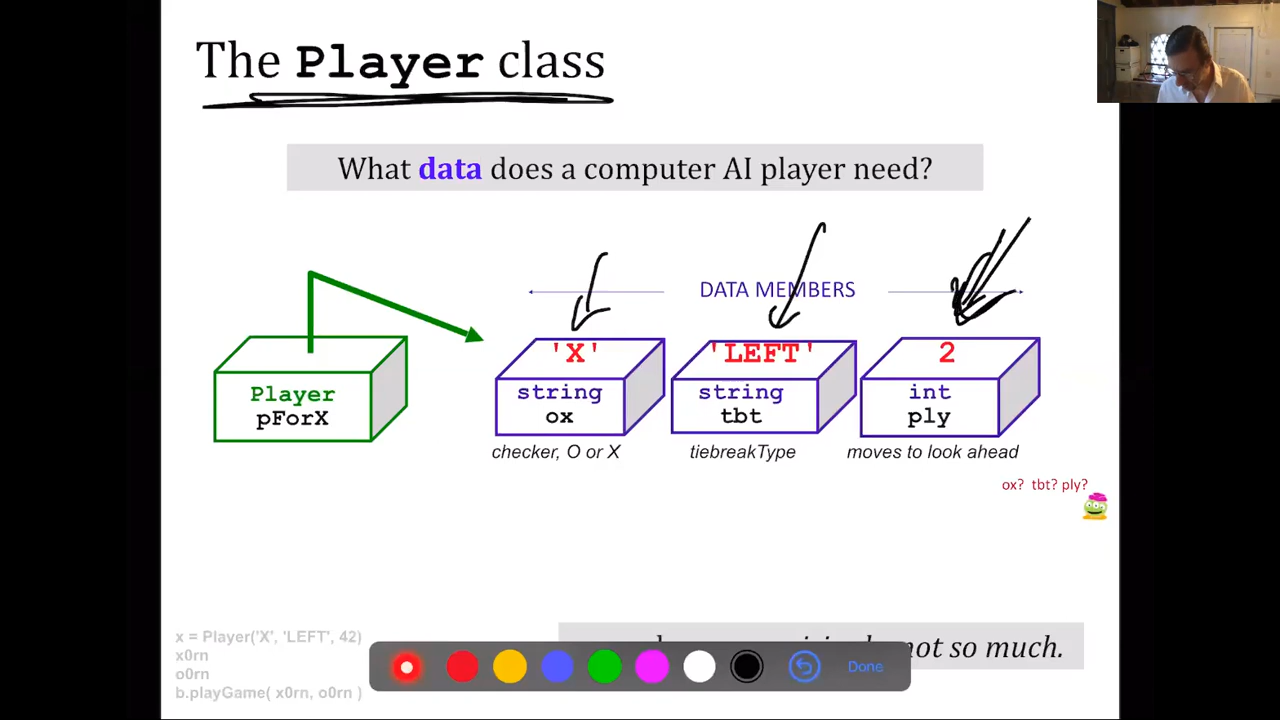 The Player class
What data does a computer AI player need?
DATA MEMBERS
'X' 'LEFT' 2
Player string string int
pForX ox tbt ply
checker, O or X tiebreakType moves to look ahead
ox? tbt? ply?
x = Player('X', 'LEFT', 42)
x0rn
o0rn
b.playGame( x0rn, o0rn )
not so much.
Done